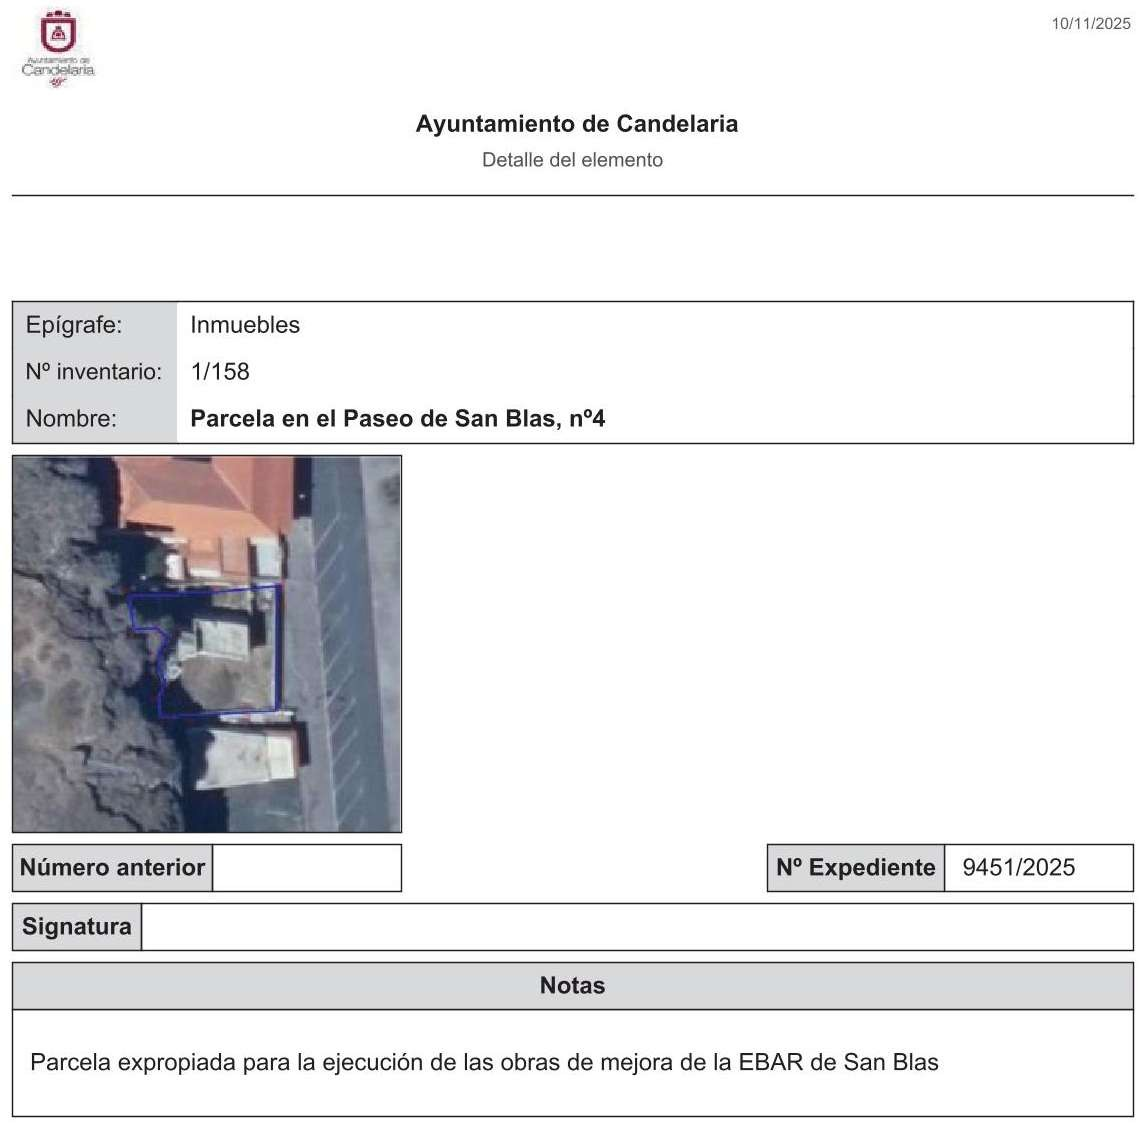 10/11/2025
Ayuntamiento de
Candelaria
Ayuntamiento de Candelaria
Detalle del elemento
Epígrafe: Inmuebles
Nº inventario: 1/158
Nombre: Parcela en el Paseo de San Blas, nº4
Número anterior
Nº Expediente 9451/2025
Signatura
Notas
Parcela expropiada para la ejecución de las obras de mejora de la EBAR de San Blas